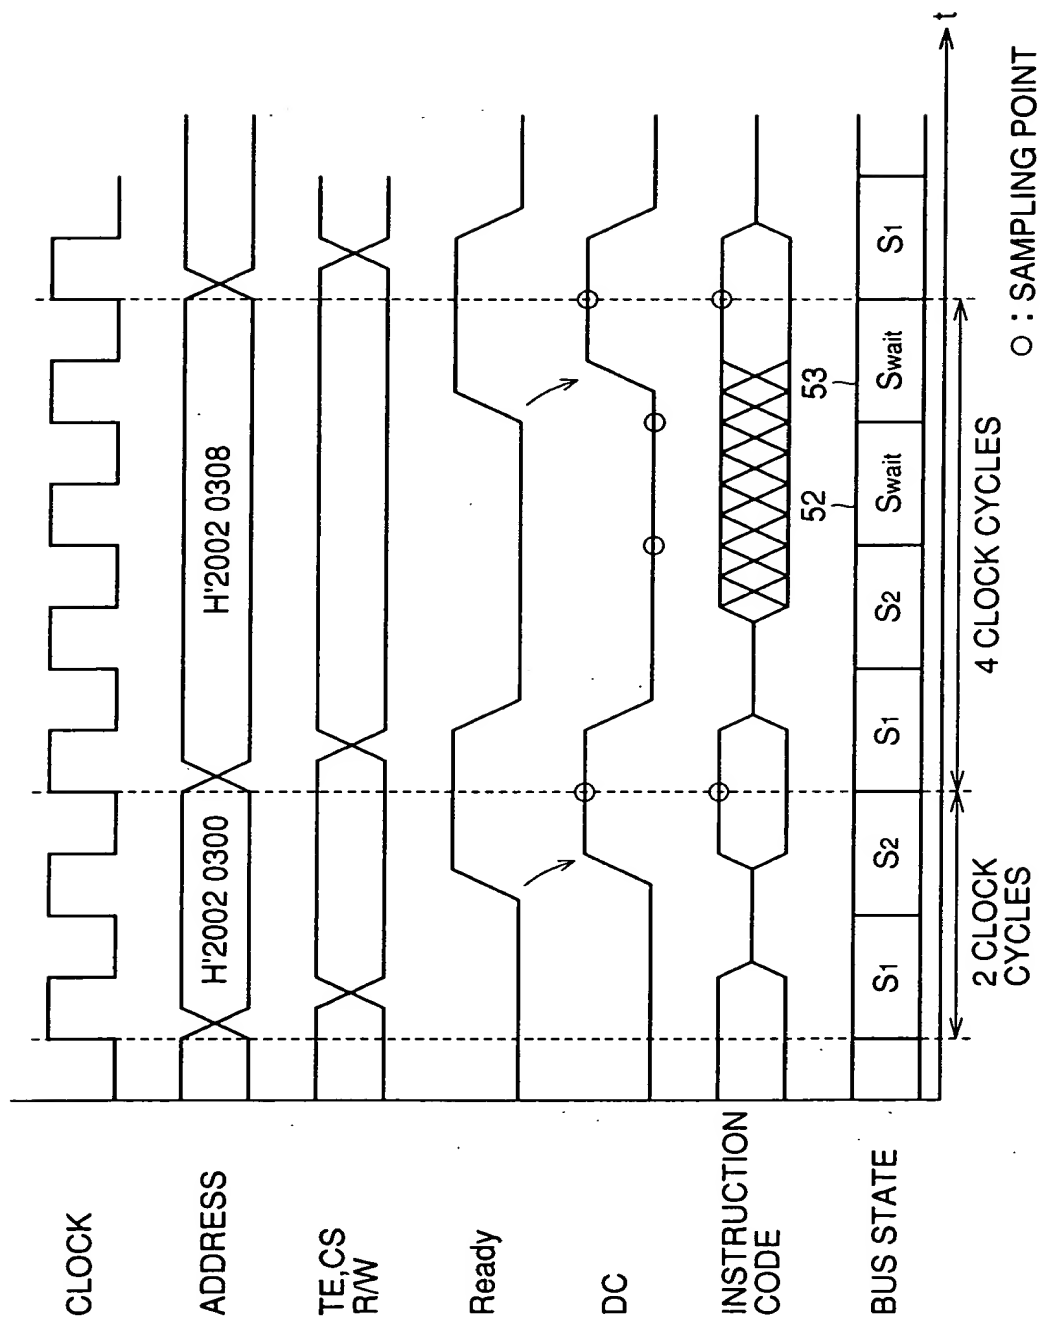 CLOCK
ADDRESS
H'2002 0300
H'2002 0308
TE,CS
R/W
Ready
DC
INSTRUCTION
CODE
52
53
BUS STATE
S1
S2
S1
S2
Swait
Swait
S1
2 CLOCK
CYCLES
4 CLOCK CYCLES
t
○ : SAMPLING POINT